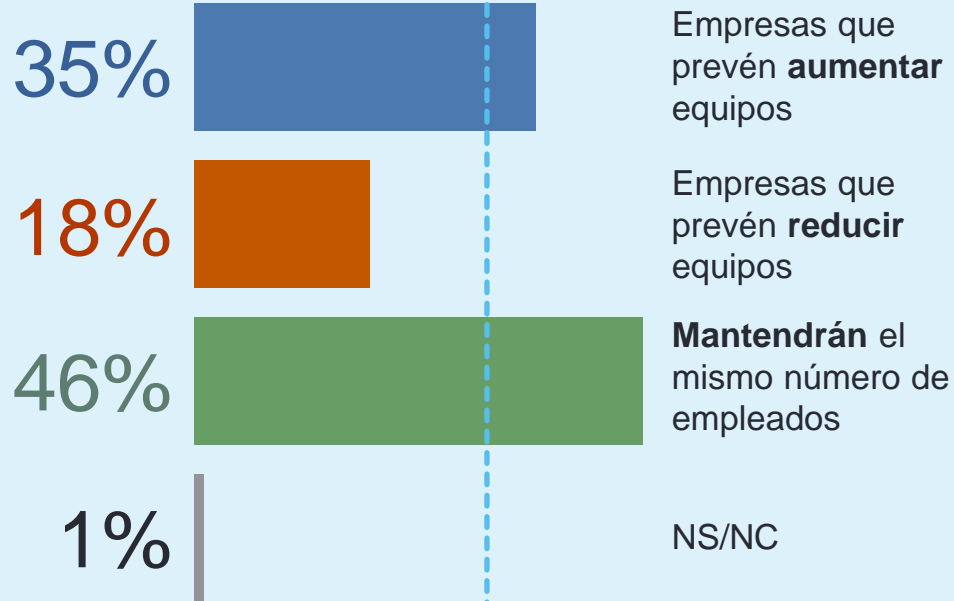 35%
Empresas que
prevén aumentar
equipos
18%
Empresas que
prevén reducir
equipos
46%
Mantendrán el
mismo número de
empleados
1%
NS/NC